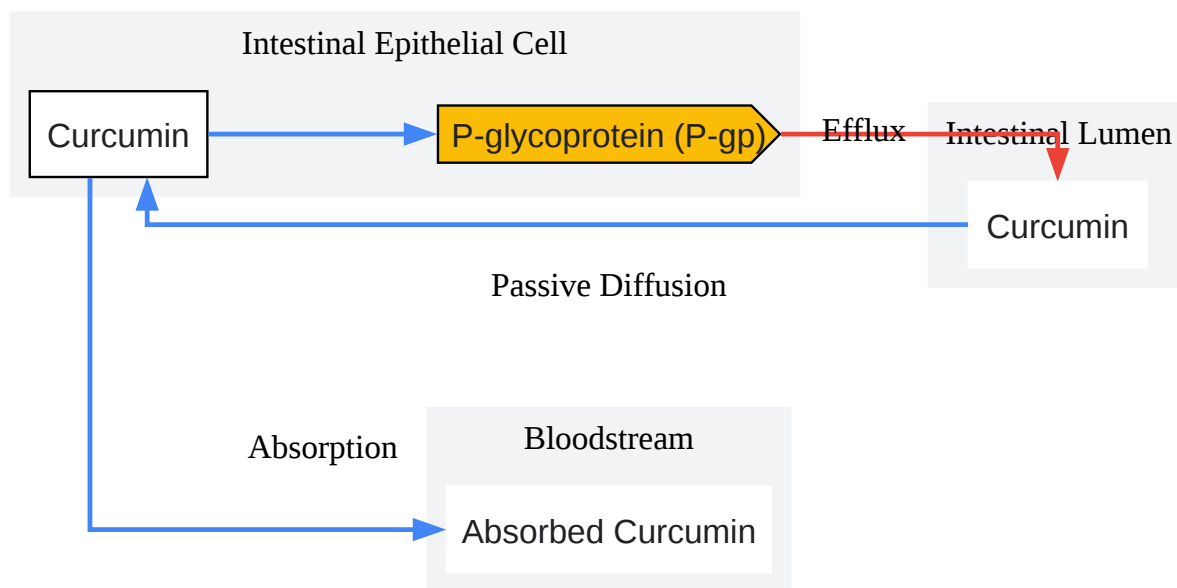 Intestinal Epithelial Cell
Curcumin
P-glycoprotein (P-gp)
Efflux
Intestinal Lumen
Curcumin
Passive Diffusion
Absorption
Bloodstream
Absorbed Curcumin